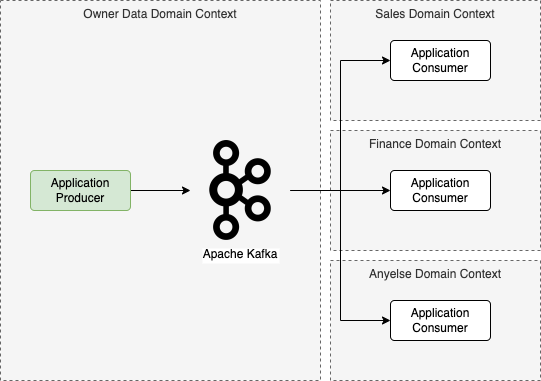 Owner Data Domain Context
Application
Producer
Apache Kafka
Sales Domain Context
Application
Consumer
Finance Domain Context
Application
Consumer
Anyelse Domain Context
Application
Consumer